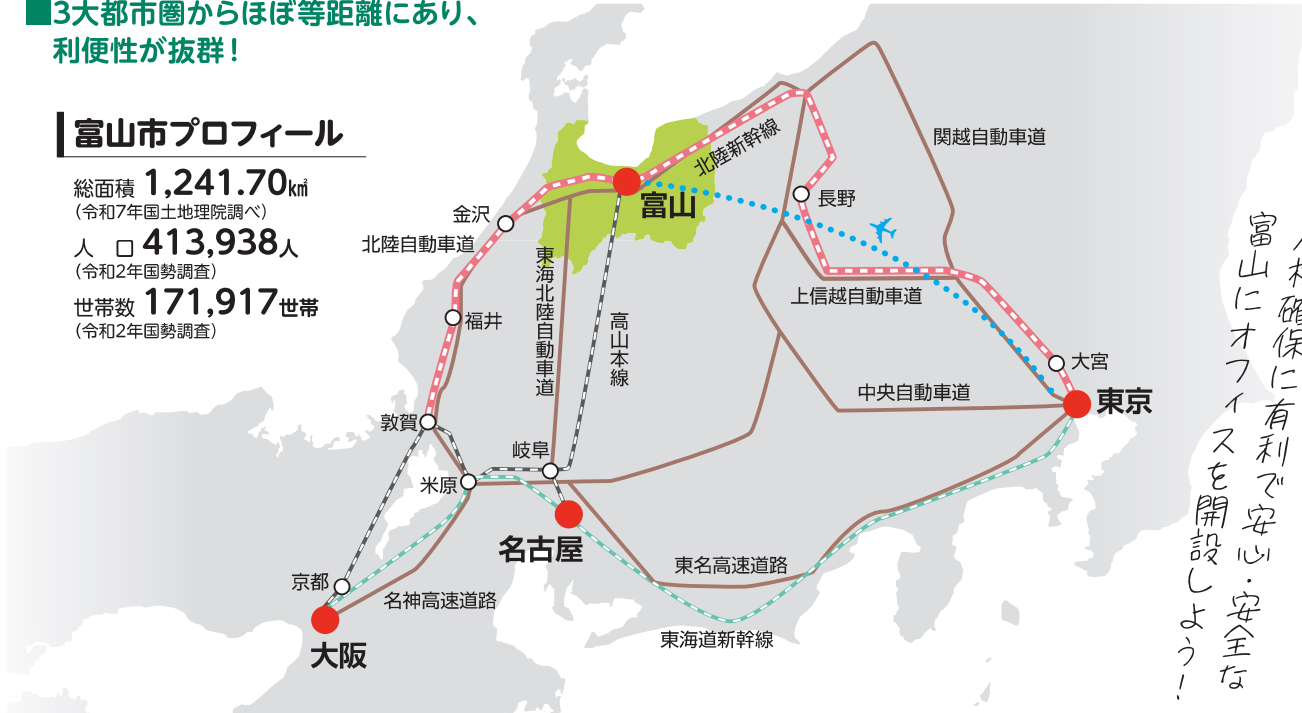 ■3大都市圏からほぼ等距離にあり、
利便性が抜群！
富山市プロフィール
総面積 1,241.70㎢
（令和7年国土地理院調べ）
人　口 413,938人
（令和2年国勢調査）
世帯数 171,917世帯
（令和2年国勢調査）
北陸新幹線
関越自動車道
富山
長野
金沢
北陸自動車道
東海北陸自動車道
高山本線
上信越自動車道
福井
大宮
中央自動車道
東京
敦賀
岐阜
米原
名古屋
東名高速道路
京都
名神高速道路
東海道新幹線
大阪
材確保に有利で安心・安全な
富山にオフィスを開設しよう！